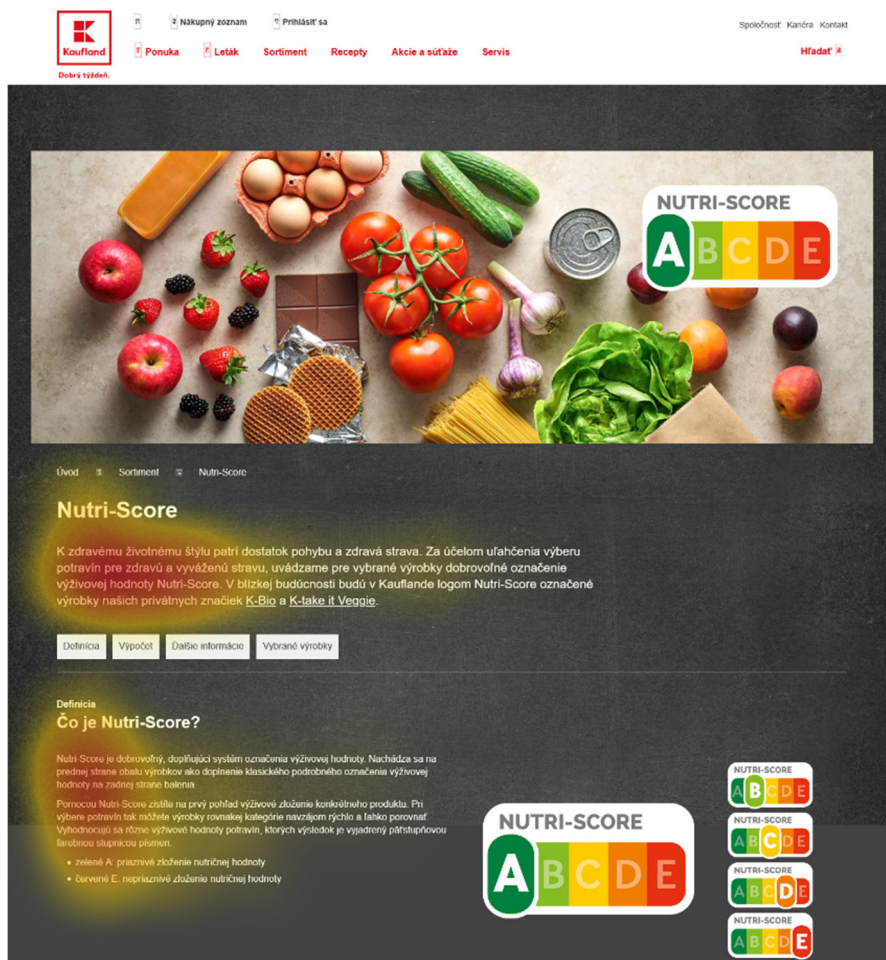 Nákupný zoznam
Prihlásiť sa
Spoločnosť Kariéra Kontakt
Kaufland
Dobrý týždeň.
Ponuka
Leták
Sortiment
Recepty
Akcie a súťaže
Servis
Hľadať
NUTRI-SCORE
A B C D E
Úvod
Sortiment
Nutri-Score
Nutri-Score
K zdravému životnému štýlu patrí dostatok pohybu a zdravá strava. Za účelom uľahčenia výberu
potravín pre zdravú a vyváženú stravu, uvádzame pre vybrané výrobky dobrovoľné označenie
výživovej hodnoty Nutri-Score. V blízkej budúcnosti budú v Kauflande logom Nutri-Score označené
výrobky našich privátnych značiek K-Bio a K-take it Veggie.
Definícia
Výpočet
Ďalšie informácie
Vybrané výrobky
Definícia
Čo je Nutri-Score?
Nutri-Score je dobrovoľný, doplňujúci systém označenia výživovej hodnoty. Nachádza sa na
prednej strane obalu výrobkov ako doplnenie klasického podrobného označenia výživovej
hodnoty na zadnej strane balenia
Pomocou Nutri-Score zistíte na prvý pohľad výživové zloženie konkrétneho produktu. Pri
výbere potravín tak môžete výrobky rovnakej kategórie navzájom rýchlo a ľahko porovnať.
Vyhodnocujú sa rôzne výživové hodnoty potravín, ktorých výsledok je vyjadrený päťstupňovou
farebnou stupnicou písmen.
• zelené A: priaznivé zloženie nutričnej hodnoty
• červené E: nepriaznivé zloženie nutričnej hodnoty
NUTRI-SCORE
A B C D E
NUTRI-SCORE
A B C D E
NUTRI-SCORE
A B C D E
NUTRI-SCORE
A B C D E
NUTRI-SCORE
A B C D E